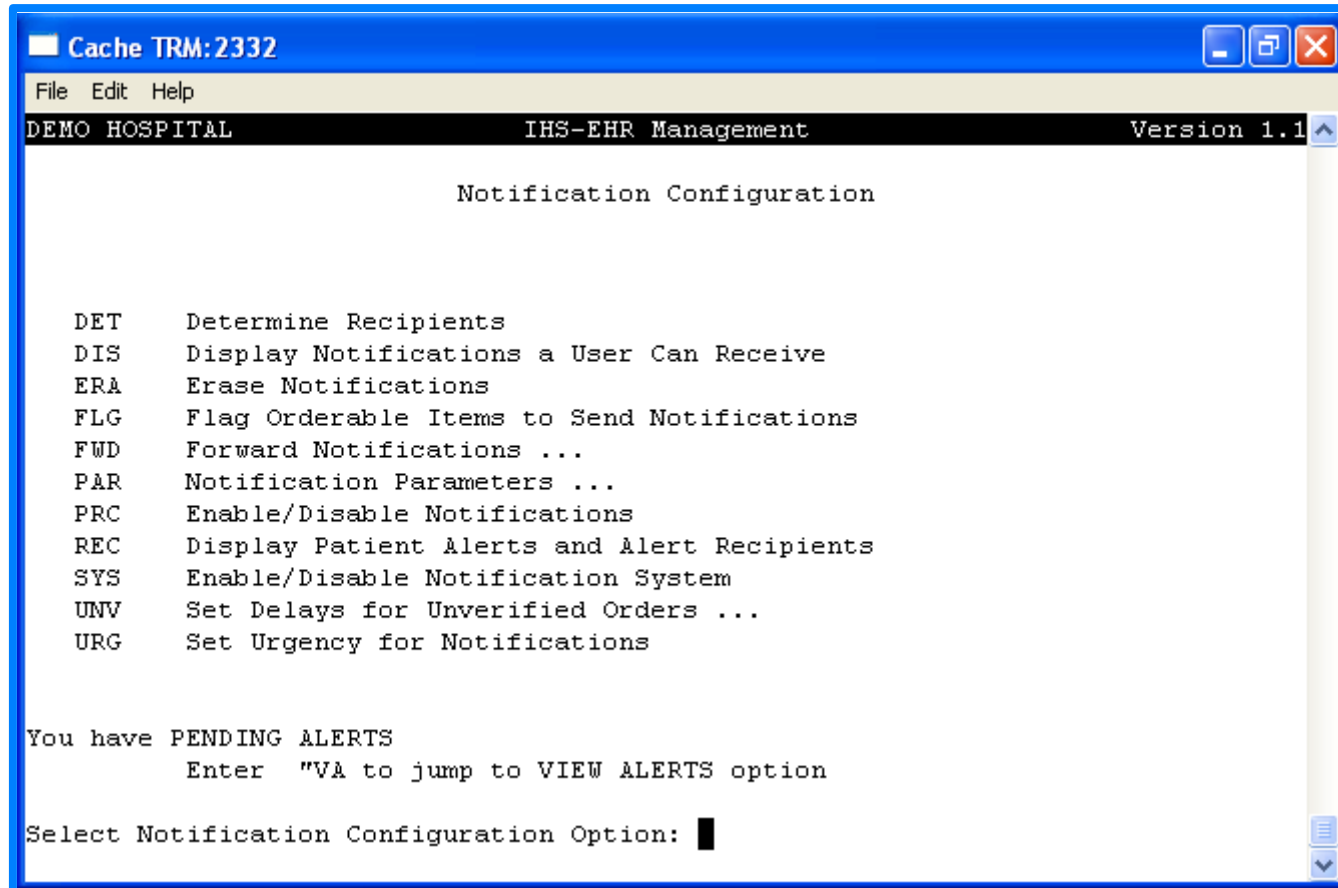 Cache TRM:2332
File Edit Help
DEMO HOSPITAL IHS-EHR Management Version 1.1
Notification Configuration
DET Determine Recipients
DIS Display Notifications a User Can Receive
ERA Erase Notifications
FLG Flag Orderable Items to Send Notifications
FWD Forward Notifications ...
PAR Notification Parameters ...
PRC Enable/Disable Notifications
REC Display Patient Alerts and Alert Recipients
SYS Enable/Disable Notification System
UNV Set Delays for Unverified Orders ...
URG Set Urgency for Notifications
You have PENDING ALERTS
Enter "VA to jump to VIEW ALERTS option
Select Notification Configuration Option: